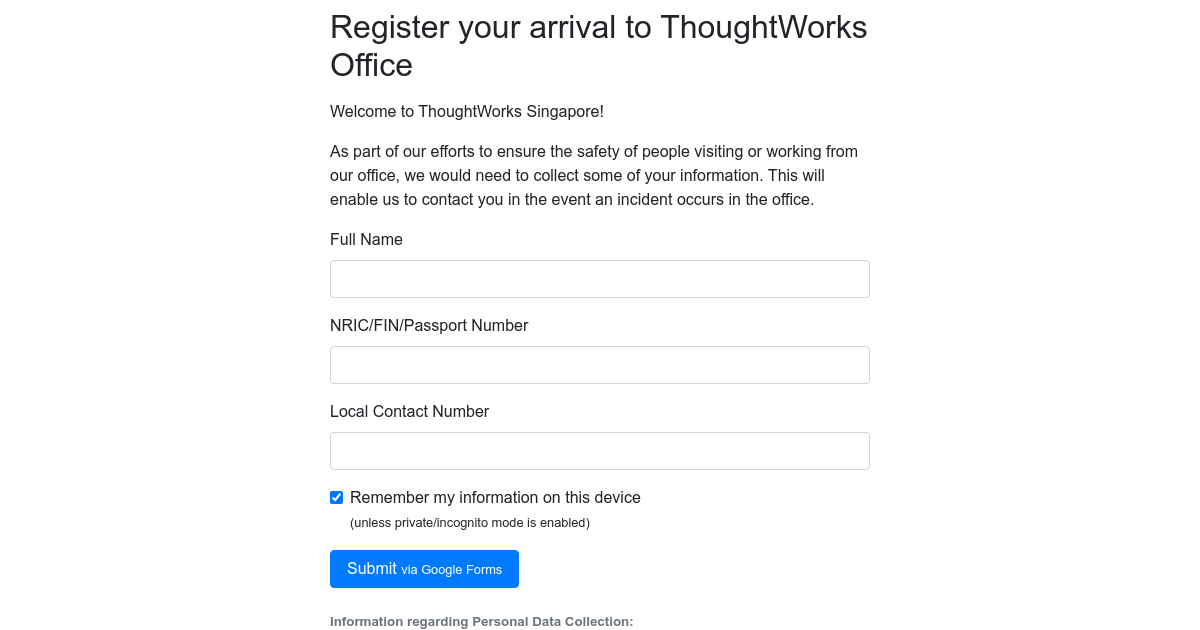 Register your arrival to ThoughtWorks
Office
Welcome to ThoughtWorks Singapore!
As part of our efforts to ensure the safety of people visiting or working from
our office, we would need to collect some of your information. This will
enable us to contact you in the event an incident occurs in the office.
Full Name
NRIC/FIN/Passport Number
Local Contact Number
Remember my information on this device
(unless private/incognito mode is enabled)
Submit via Google Forms
Information regarding Personal Data Collection: